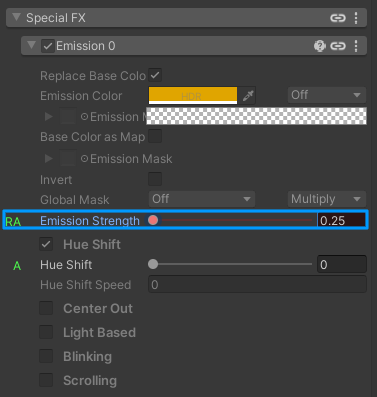 Special FX
Emission 0
Replace Base Colo
Emission Color HDR Off
Emission M
Base Color as Map
Emission Mask
Invert
Global Mask Off Multiply
RA Emission Strength 0.25
Hue Shift
A Hue Shift 0
Hue Shift Speed 0
Center Out
Light Based
Blinking
Scrolling